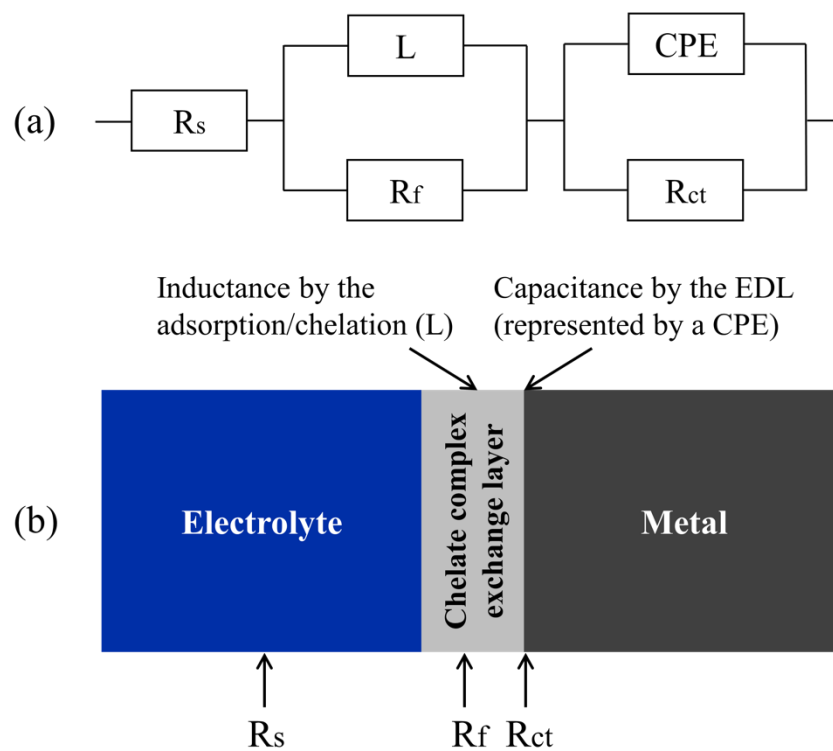 L
CPE
(a)
Rs
Rf
Rct
Inductance by the
adsorption/chelation (L)
Capacitance by the EDL
(represented by a CPE)
(b)
Electrolyte
Chelate complex
exchange layer
Metal
Rs
Rf
Rct